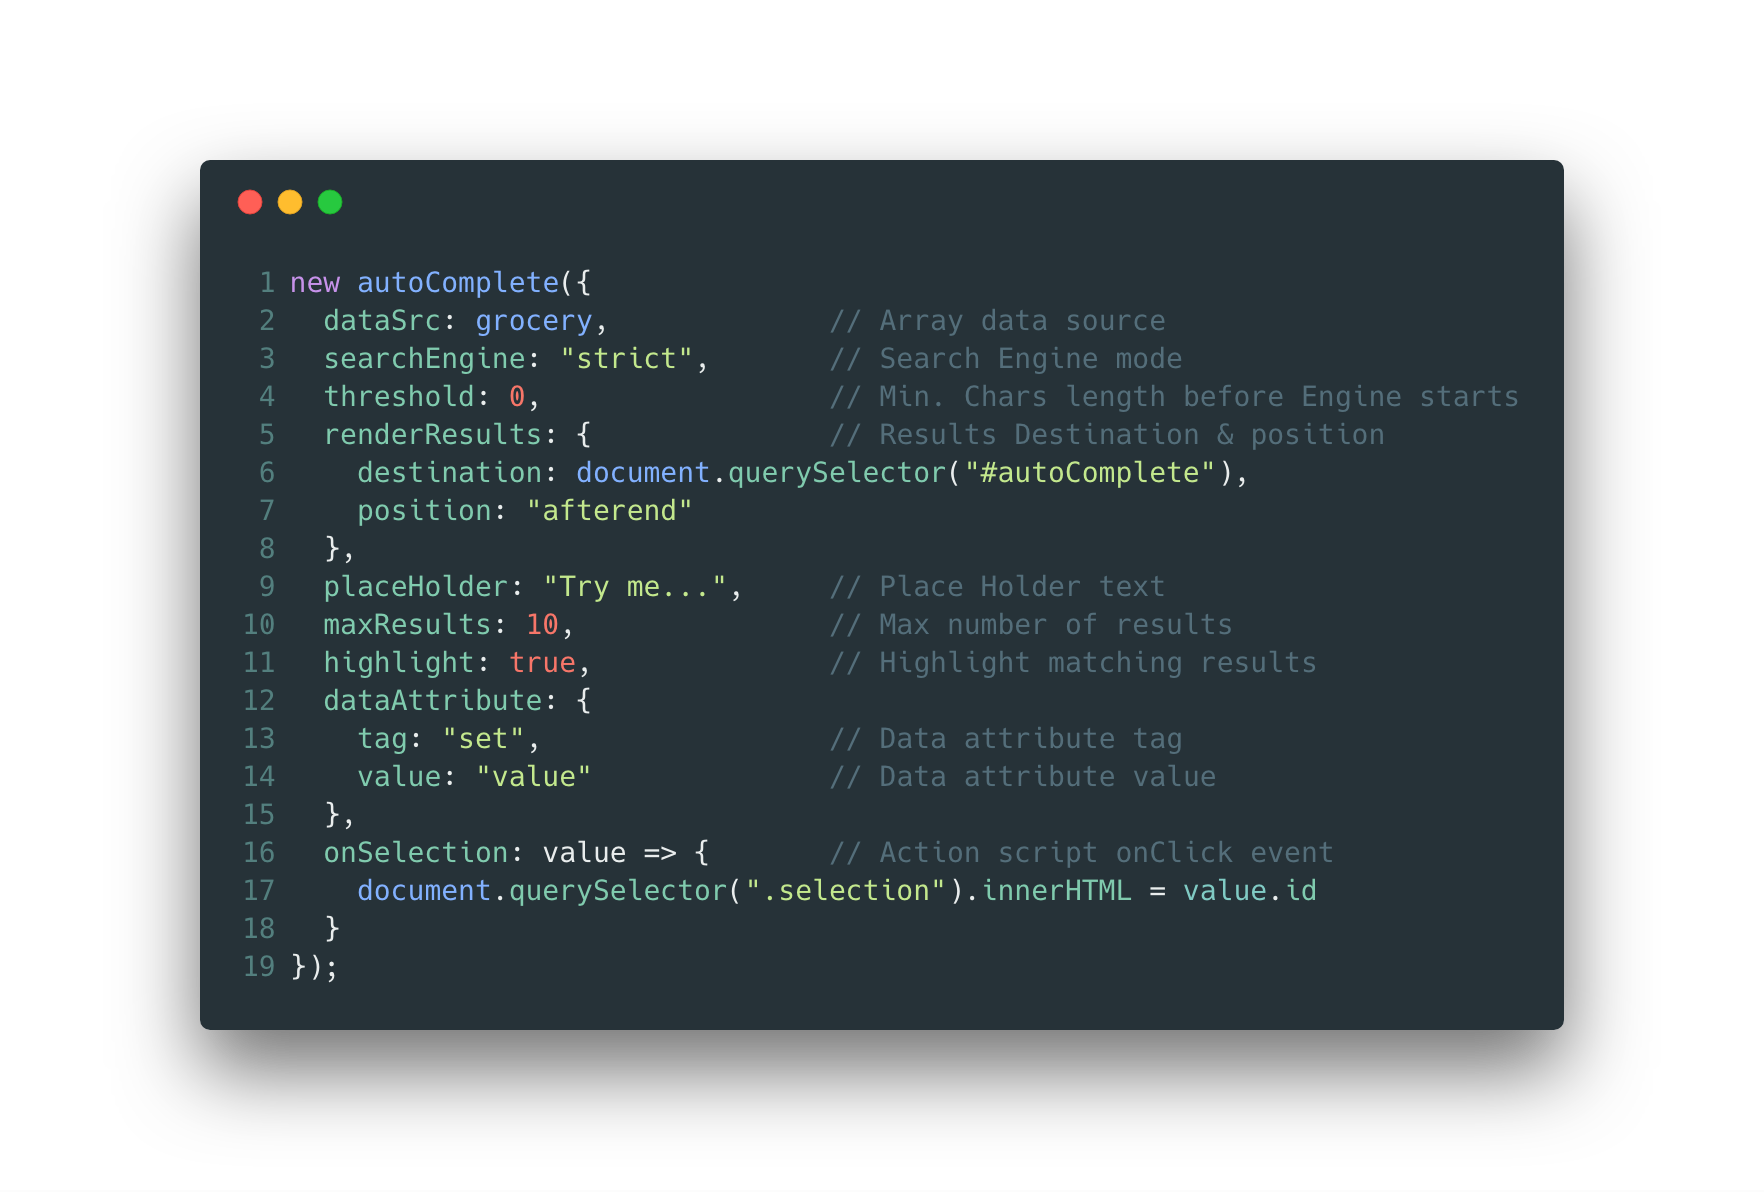 1 new autoComplete({
2   dataSrc: grocery,             // Array data source
3   searchEngine: "strict",       // Search Engine mode
4   threshold: 0,                 // Min. Chars length before Engine starts
5   renderResults: {              // Results Destination & position
6     destination: document.querySelector("#autoComplete"),
7     position: "afterend"
8   },
9   placeHolder: "Try me...",     // Place Holder text
10   maxResults: 10,               // Max number of results
11   highlight: true,              // Highlight matching results
12   dataAttribute: {
13     tag: "set",                 // Data attribute tag
14     value: "value"              // Data attribute value
15   },
16   onSelection: value => {       // Action script onClick event
17     document.querySelector(".selection").innerHTML = value.id
18   }
19 });